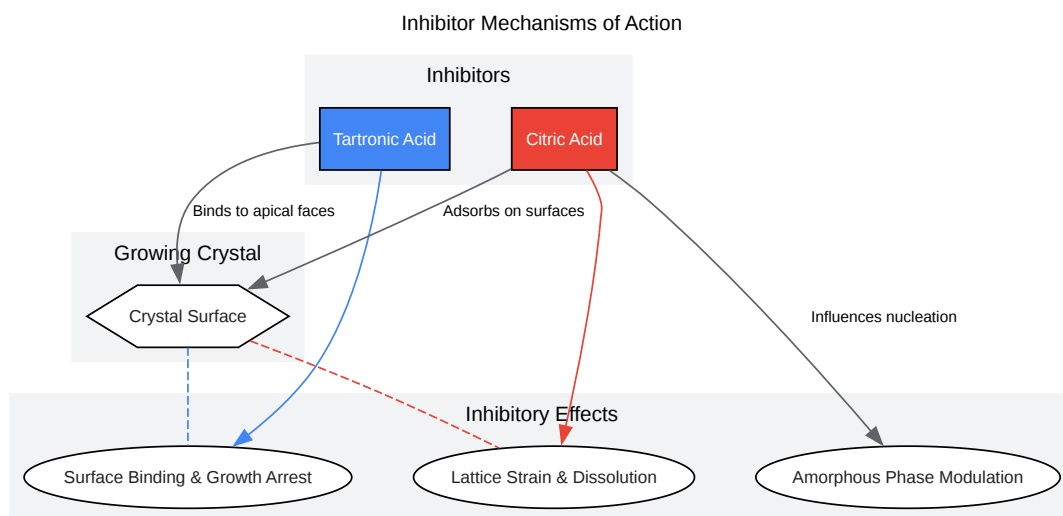 Inhibitor Mechanisms of Action
Inhibitors
Tartronic Acid
Citric Acid
Binds to apical faces
Adsorbs on surfaces
Growing Crystal
Crystal Surface
Influences nucleation
Inhibitory Effects
Surface Binding & Growth Arrest
Lattice Strain & Dissolution
Amorphous Phase Modulation